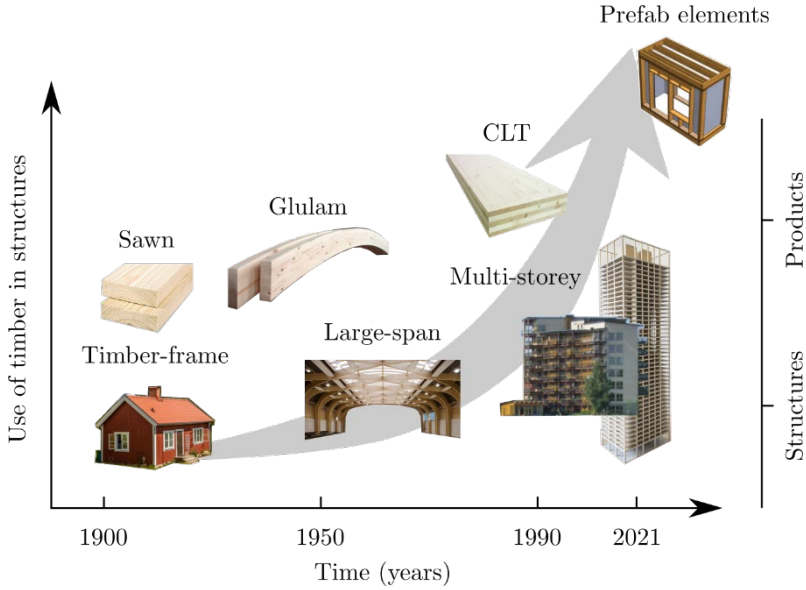 Prefab elements
CLT
Glulam
Sawn
Multi-storey
Large-span
Timber-frame
Use of timber in structures
Products
Structures
1900
1950
1990
2021
Time (years)